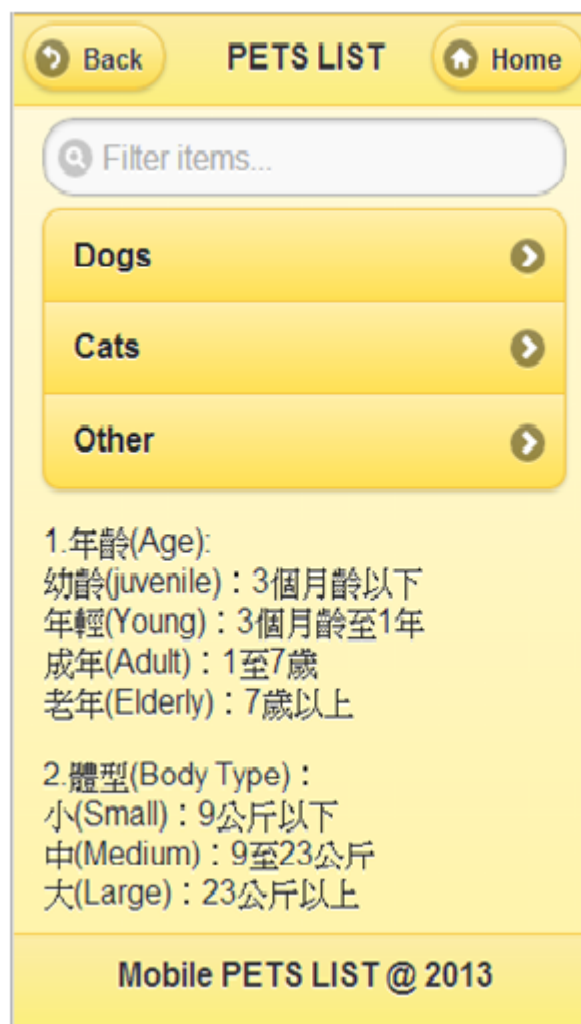 Back PETS LIST Home
Filter items...
Dogs
Cats
Other
1.年齡(Age):
幼齡(juvenile)：3個月齡以下
年輕(Young)：3個月齡至1年
成年(Adult)：1至7歲
老年(Elderly)：7歲以上
2.體型(Body Type)：
小(Small)：9公斤以下
中(Medium)：9至23公斤
大(Large)：23公斤以上
Mobile PETS LIST @ 2013